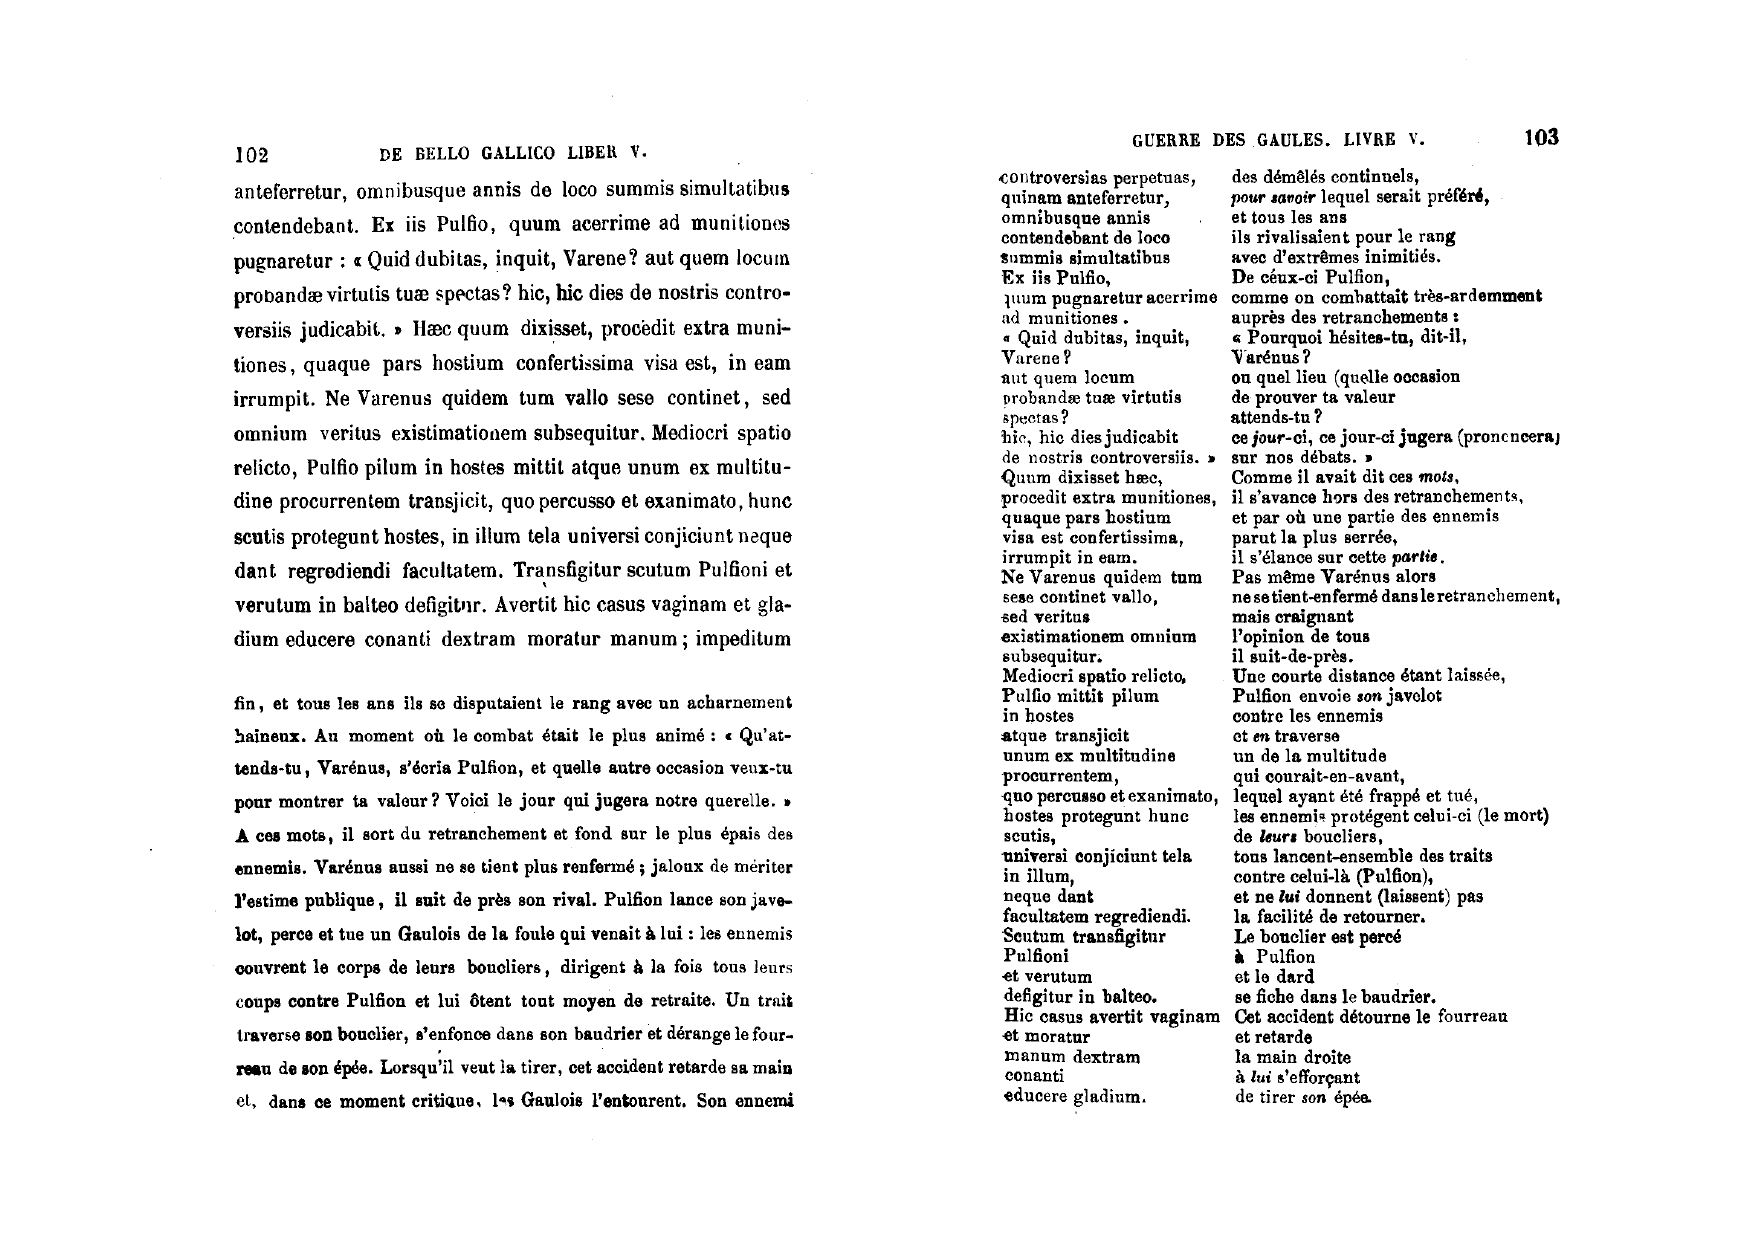 102 DE BELLO GALLICO LIBER V.
anteferretur, omnibusque annis de loco summis simultatibus
contendebant. Ex iis Pulfio, quum acerrime ad munitiones
pugnaretur : « Quid dubitas, inquit, Varene? aut quem locum
probandæ virtutis tuæ spectas? hic, hic dies de nostris contro-
versiis judicabit. » Hæc quum dixisset, procedit extra muni-
tiones, quaque pars hostium confertissima visa est, in eam
irrumpit. Ne Varenus quidem tum vallo sese continet, sed
omnium veritus existimationem subsequitur. Mediocri spatio
relicto, Pulfio pilum in hostes mittit atque unum ex multitu-
dine procurrentem transjicit, quo percusso et exanimato, hunc
scutis protegunt hostes, in illum tela universi conjiciunt neque
dant regrediendi facultatem. Transfigitur scutum Pulfioni et
verutum in balteo defigitur. Avertit hic casus vaginam et gla-
dium educere conanti dextram moratur manum ; impeditum
fin, et tous les ans ils se disputaient le rang avec un acharnement
haineux. Au moment où le combat était le plus animé : « Qu'at-
tends-tu, Varénus, s'écria Pulfion, et quelle autre occasion veux-tu
pour montrer ta valeur? Voici le jour qui jugera notre querelle. »
A ces mots, il sort du retranchement et fond sur le plus épais des
ennemis. Varénus aussi ne se tient plus renfermé ; jaloux de mériter
l'estime publique, il suit de près son rival. Pulfion lance son jave-
lot, perce et tue un Gaulois de la foule qui venait à lui : les ennemis
couvrent le corps de leurs boucliers, dirigent à la fois tous leurs
coups contre Pulfion et lui ôtent tout moyen de retraite. Un trait
traverse son bouclier, s'enfonce dans son baudrier et dérange le four-
reau de son épée. Lorsqu'il veut la tirer, cet accident retarde sa main
et, dans ce moment critique, les Gaulois l'entourent. Son ennemi
GUERRE DES GAULES. LIVRE V. 103
controversias perpetuas, des démêlés continuels,
quinam anteferretur, pour savoir lequel serait préféré,
omnibusque annis et tous les ans
contendebant de loco ils rivalisaient pour le rang
summis simultatibus avec d'extrêmes inimitiés.
Ex iis Pulfio, De céux-ci Pulfion,
quum pugnaretur acerrime comme on combattait très-ardemment
ad munitiones . auprès des retranchements :
« Quid dubitas, inquit, « Pourquoi hésites-tu, dit-il,
Varene ? Varénus ?
aut quem locum ou quel lieu (quelle occasion
probandæ tuæ virtutis de prouver ta valeur
spectas ? attends-tu ?
hic, hic dies judicabit ce jour-ci, ce jour-ci jugera (prononcera)
de nostris controversiis. » sur nos débats. »
Quum dixisset hæc, Comme il avait dit ces mots,
procedit extra munitiones, il s'avance hors des retranchements,
quaque pars hostium et par où une partie des ennemis
visa est confertissima, parut la plus serrée,
irrumpit in eam. il s'élance sur cette partie.
Ne Varenus quidem tum Pas même Varénus alors
sese continet vallo, ne se tient-enfermé dans le retranchement,
sed veritus mais craignant
existimationem omnium l'opinion de tous
subsequitur. il suit-de-près.
Mediocri spatio relicto, Une courte distance étant laissée,
Pulfio mittit pilum Pulfion envoie son javelot
in hostes contre les ennemis
atque transjicit et en traverse
unum ex multitudine un de la multitude
procurrentem, qui courait-en-avant,
quo percusso et exanimato, lequel ayant été frappé et tué,
hostes protegunt hunc les ennemis protégent celui-ci (le mort)
scutis, de leurs boucliers,
universi conjiciunt tela tous lancent-ensemble des traits
in illum, contre celui-là (Pulfion),
neque dant et ne lui donnent (laissent) pas
facultatem regrediendi. la facilité de retourner.
Scutum transfigitur Le bouclier est percé
Pulfioni à Pulfion
et verutum et le dard
defigitur in balteo. se fiche dans le baudrier.
Hic casus avertit vaginam Cet accident détourne le fourreau
et moratur et retarde
manum dextram la main droite
conanti à lui s'efforçant
educere gladium. de tirer son épée.